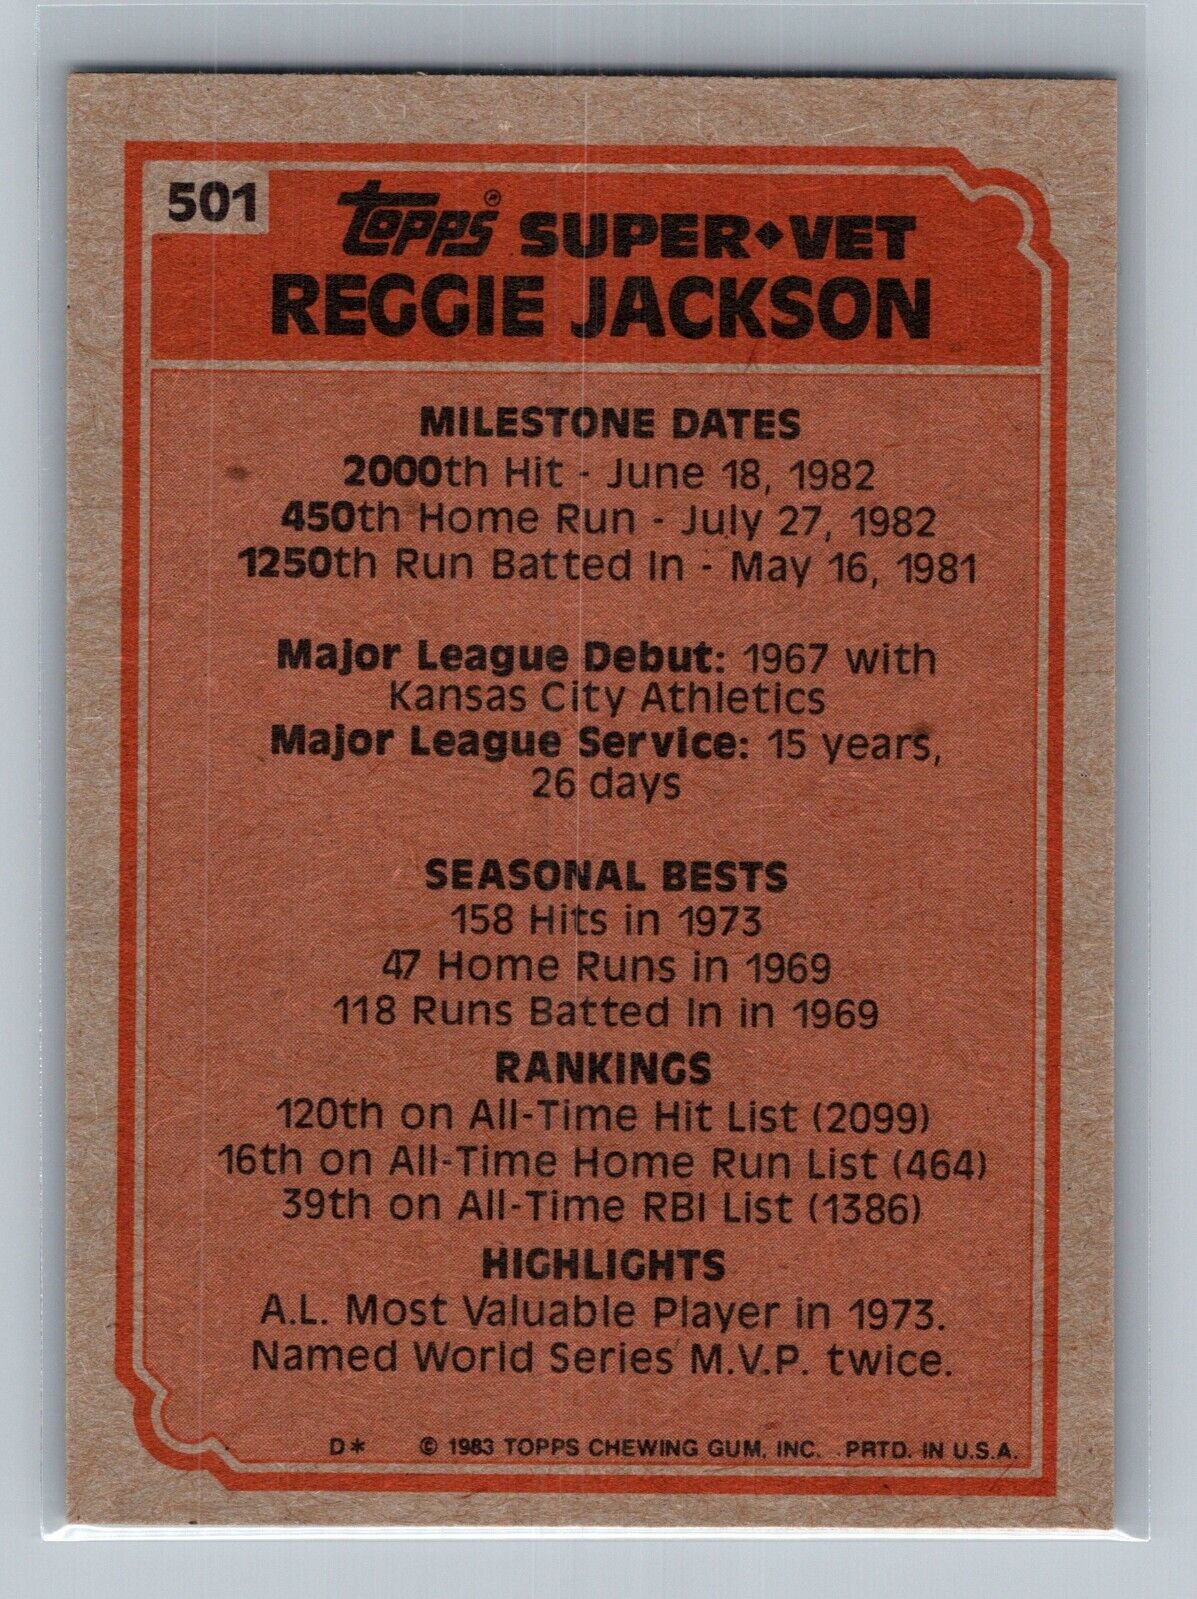 501
TOPPS® SUPER♦VET
REGGIE JACKSON
MILESTONE DATES
2000th Hit - June 18, 1982
450th Home Run - July 27, 1982
1250th Run Batted In - May 16, 1981
Major League Debut: 1967 with
Kansas City Athletics
Major League Service: 15 years,
26 days
SEASONAL BESTS
158 Hits in 1973
47 Home Runs in 1969
118 Runs Batted In in 1969
RANKINGS
120th on All-Time Hit List (2099)
16th on All-Time Home Run List (464)
39th on All-Time RBI List (1386)
HIGHLIGHTS
A.L. Most Valuable Player in 1973.
Named World Series M.V.P. twice.
D* © 1983 TOPPS CHEWING GUM, INC. PRTD. IN U.S.A.